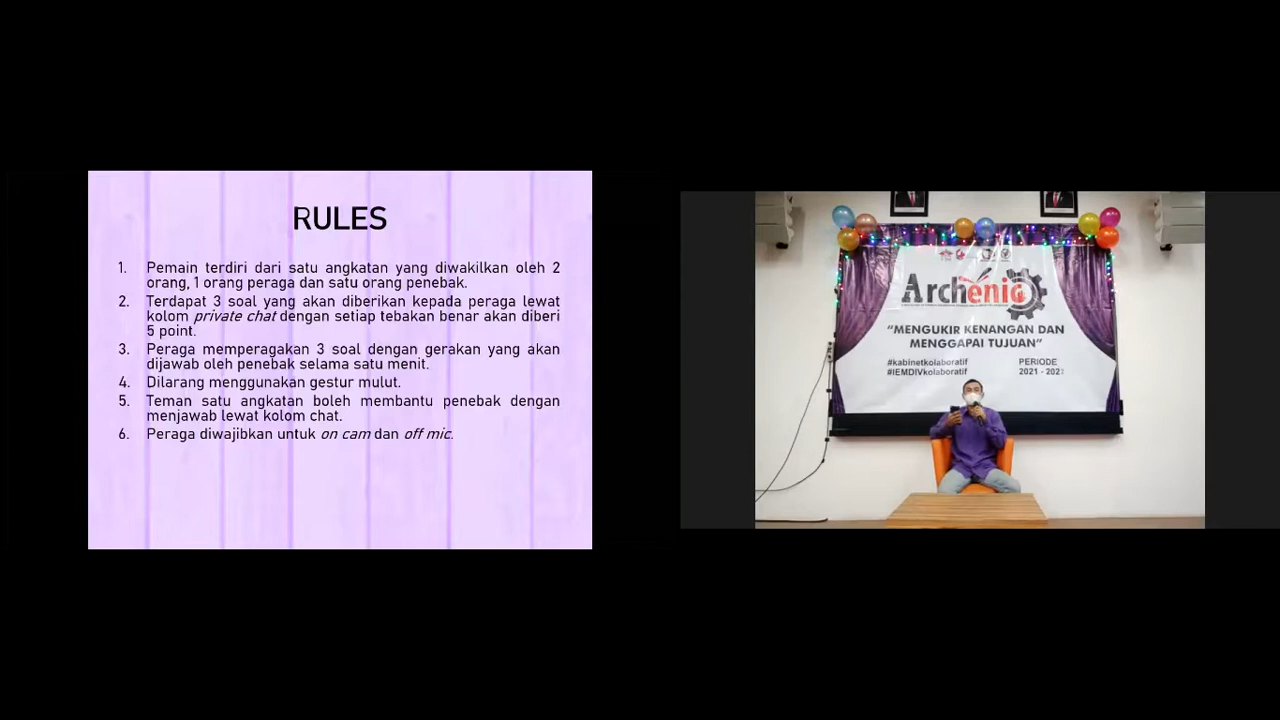 RULES
1. Pemain terdiri dari satu angkatan yang diwakilkan oleh 2
orang, 1 orang peraga dan satu orang penebak.
2. Terdapat 3 soal yang akan diberikan kepada peraga lewat
kolom private chat dengan setiap tebakan benar akan diberi
5 point.
3. Peraga memperagakan 3 soal dengan gerakan yang akan
dijawab oleh penebak selama satu menit.
4. Dilarang menggunakan gestur mulut.
5. Teman satu angkatan boleh membantu penebak dengan
menjawab lewat kolom chat.
6. Peraga diwajibkan untuk on cam dan off mic.
Archenio
“MENGUKIR KENANGAN DAN
MENGGAPAI TUJUAN”
#kabinetkolaboratif
#IEMDIVkolaboratif
PERIODE
2021 -